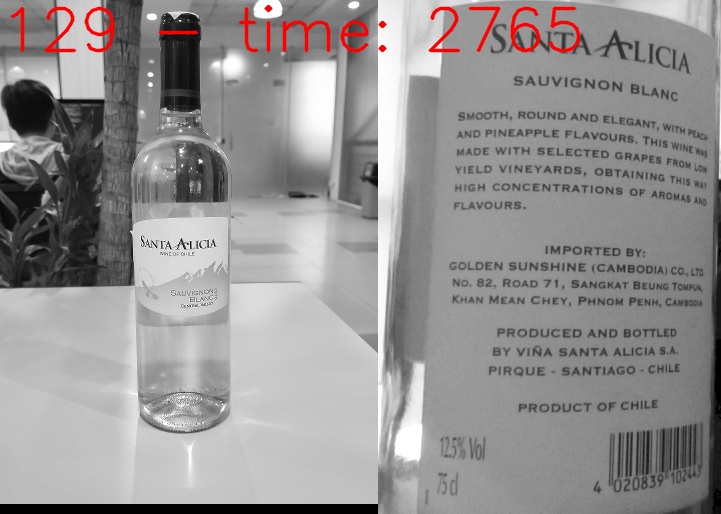 129 - time: 2765
SANTA ALICIA
WINE OF CHILE
SAUVIGNON
BLANC
CENTRAL VALLEY
SANTA ALICIA
SAUVIGNON BLANC
SMOOTH, ROUND AND ELEGANT, WITH PEACH
AND PINEAPPLE FLAVOURS. THIS WINE WAS
MADE WITH SELECTED GRAPES FROM LOW
YIELD VINEYARDS, OBTAINING THIS WAY
HIGH CONCENTRATIONS OF AROMAS AND
FLAVOURS.
IMPORTED BY:
GOLDEN SUNSHINE (CAMBODIA) CO., LTD.
NO. 82, ROAD 71, SANGKAT BEUNG TOMPUN,
KHAN MEAN CHEY, PHNOM PENH, CAMBODIA
PRODUCED AND BOTTLED
BY VIÑA SANTA ALICIA S.A.
PIRQUE - SANTIAGO - CHILE
PRODUCT OF CHILE
12.5% Vol
75 cl
4 020839 102443